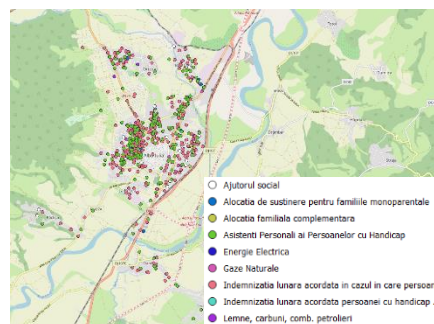 Ajutorul social
Alocatia de sustinere pentru familiile monoparentale
Alocatia familiala complementara
Asistenti Personali ai Persoanelor cu Handicap
Energie Electrica
Gaze Naturale
Indemnizatia lunara acordata in cazul in care persoar
Indemnizatia lunara acordata persoanei cu handicap
Lemne, carbuni, comb. petrolieri